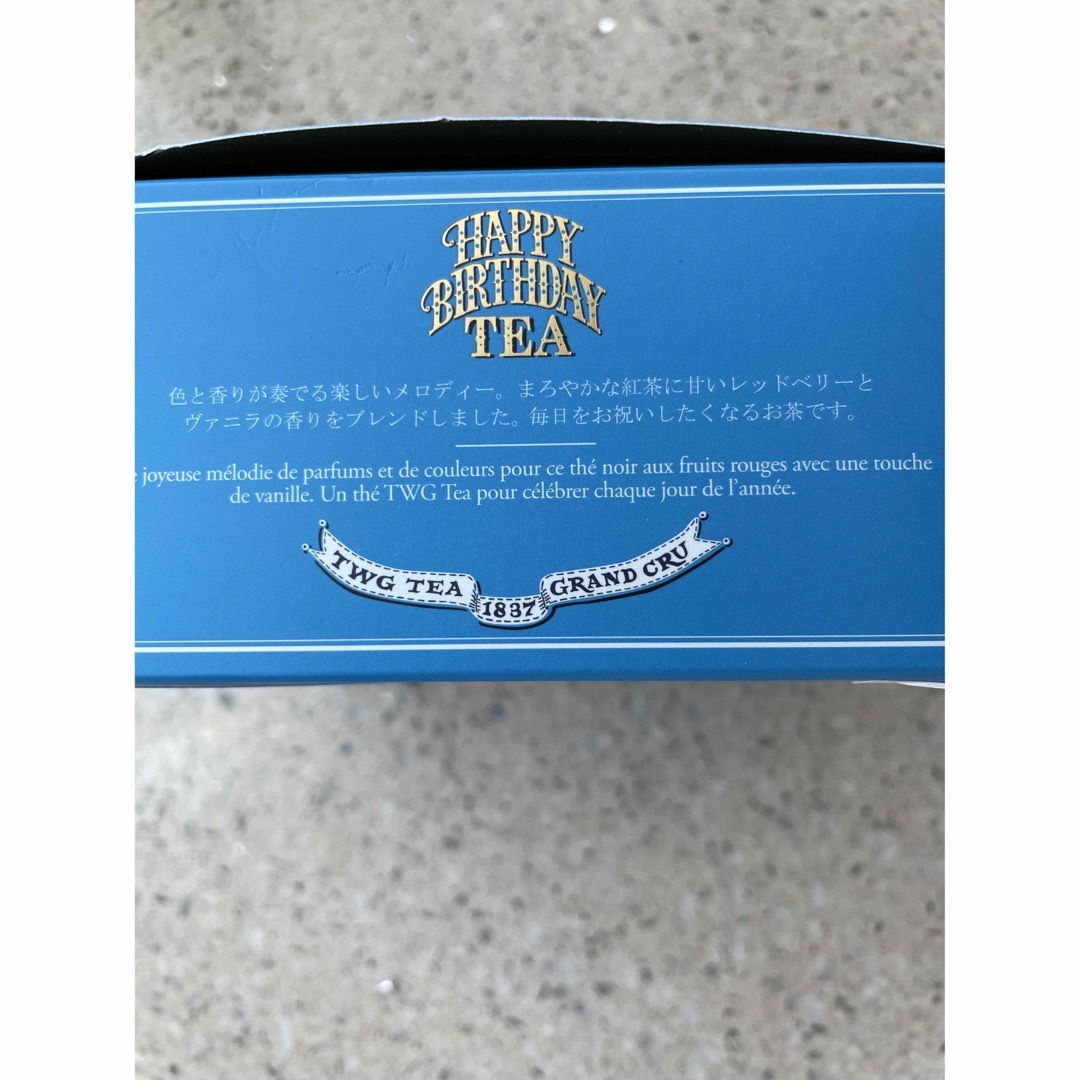 HAPPY
BIRTHDAY
TEA
色と香りが奏でる楽しいメロディー。まろやかな紅茶に甘いレッドベリーと
ヴァニラの香りをブレンドしました。毎日をお祝いしたくなるお茶です。
joyeuse mélodie de parfums et de couleurs pour ce thé noir aux fruits rouges avec une touche
de vanille. Un thé TWG Tea pour célébrer chaque jour de l'année.
TWG TEA 1837 GRAND CRU